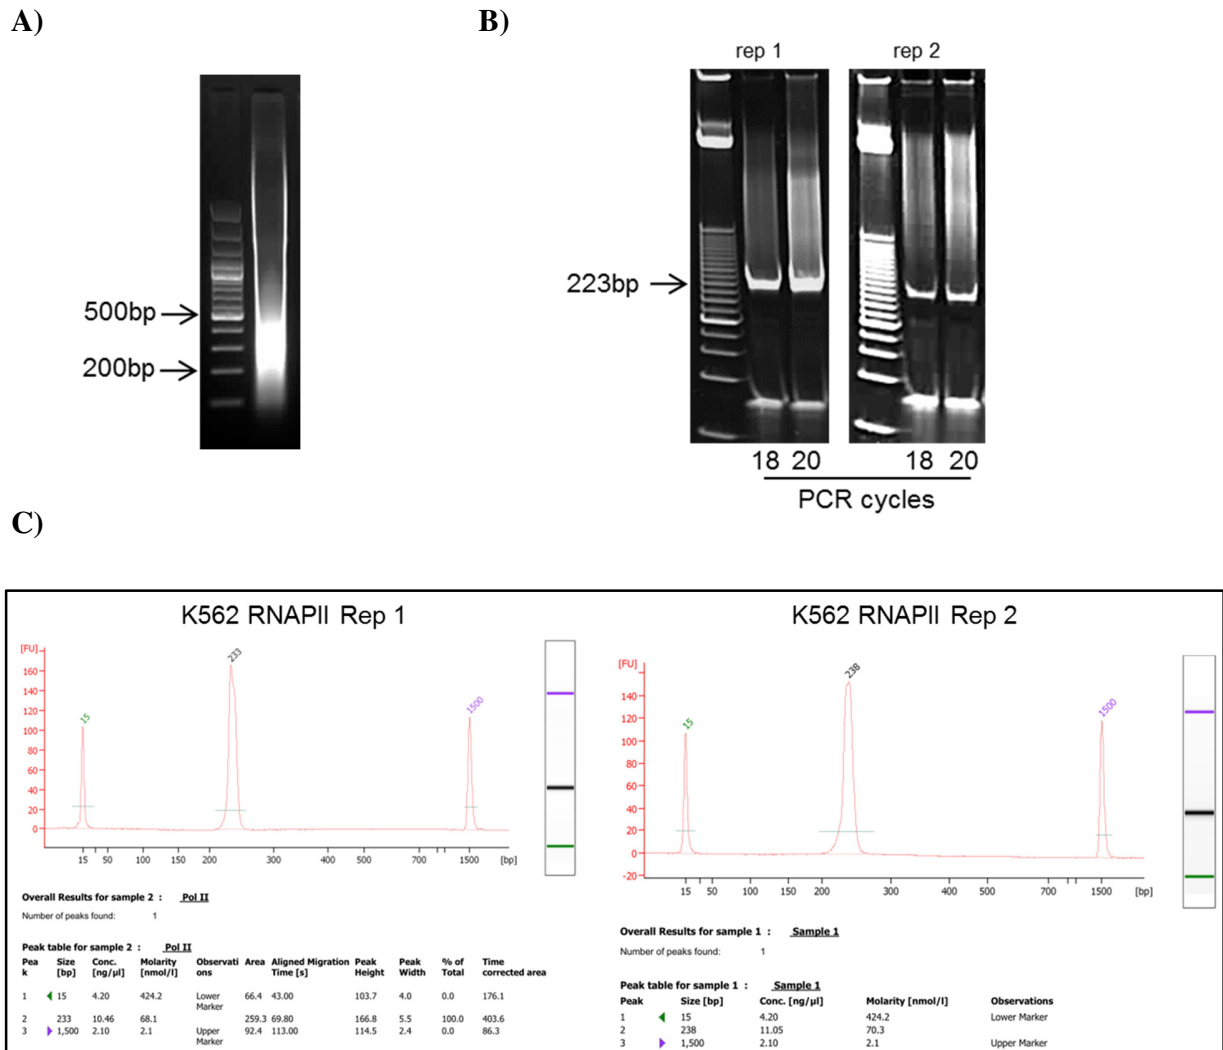 A)
B)
rep 1
rep 2
500bp
200bp
223bp
18 20
18 20
PCR cycles
C)
K562 RNAPII Rep 1
[FU]
160
140
120
100
80
60
40
20
0
15
233
1500
15 50 100 150 200 300 400 500 700 1500 [bp]
Overall Results for sample 2 : Pol II
Number of peaks found: 1
Peak table for sample 2 : Pol II
Pea Size Conc. Molarity Observati Area Aligned Migration Peak Peak % of Time
k [bp] [ng/µl] [nmol/l] ons Time [s] Height Width Total corrected area
1 15 4.20 424.2 Lower 66.4 43.00 103.7 4.0 0.0 176.1
Marker
2 233 10.46 68.1 259.3 69.80 166.8 5.5 100.0 403.6
3 1,500 2.10 2.1 Upper 92.4 113.00 114.5 2.4 0.0 86.3
Marker
K562 RNAPII Rep 2
[FU]
140
120
100
80
60
40
20
0
-20
15
238
1500
15 50 100 150 200 300 400 500 700 1500 [bp]
Overall Results for sample 1 : Sample 1
Number of peaks found: 1
Peak table for sample 1 : Sample 1
Peak Size [bp] Conc. [ng/µl] Molarity [nmol/l] Observations
1 15 4.20 424.2 Lower Marker
2 238 11.05 70.3
3 1,500 2.10 2.1 Upper Marker